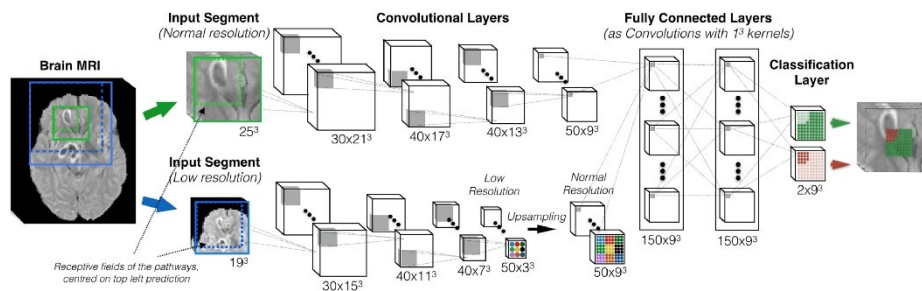 Brain MRI
Input Segment
(Normal resolution)
25³
Convolutional Layers
30x21³
40x17³
40x13³
50x9³
Fully Connected Layers
(as Convolutions with 1³ kernels)
Classification
Layer
2x9³
Input Segment
(Low resolution)
19³
30x15³
40x11³
40x7³
50x3³
Low
Resolution
Upsampling
Normal
Resolution
50x9³
150x9³
150x9³
Receptive fields of the pathways,
centred on top left prediction